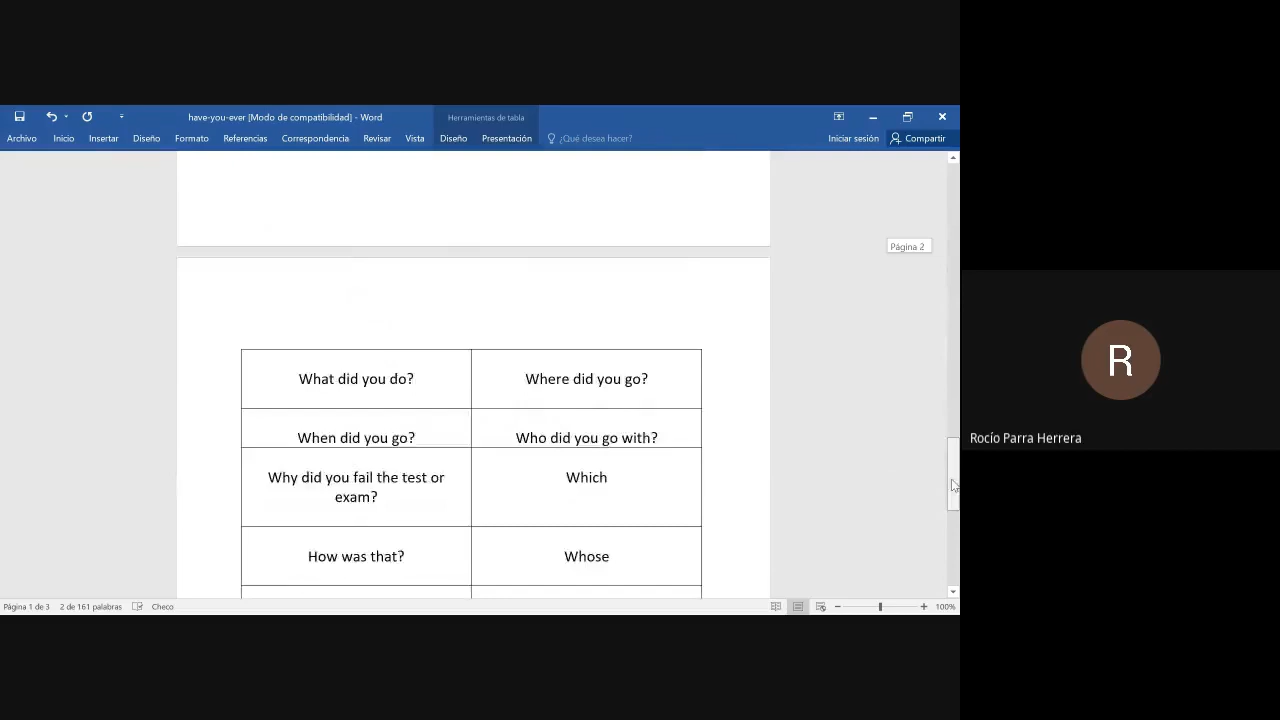 have-you-ever [Modo de compatibilidad] - Word
Herramientas de tabla
Archivo Inicio Insertar Diseño Formato Referencias Correspondencia Revisar Vista Diseño Presentación ¿Qué desea hacer? Iniciar sesión Compartir
Página 2
What did you do? Where did you go?
When did you go? Who did you go with?
Why did you fail the test or
exam?
Which
How was that? Whose
R
Rocío Parra Herrera
Página 1 de 3 2 de 161 palabras Checo 100%